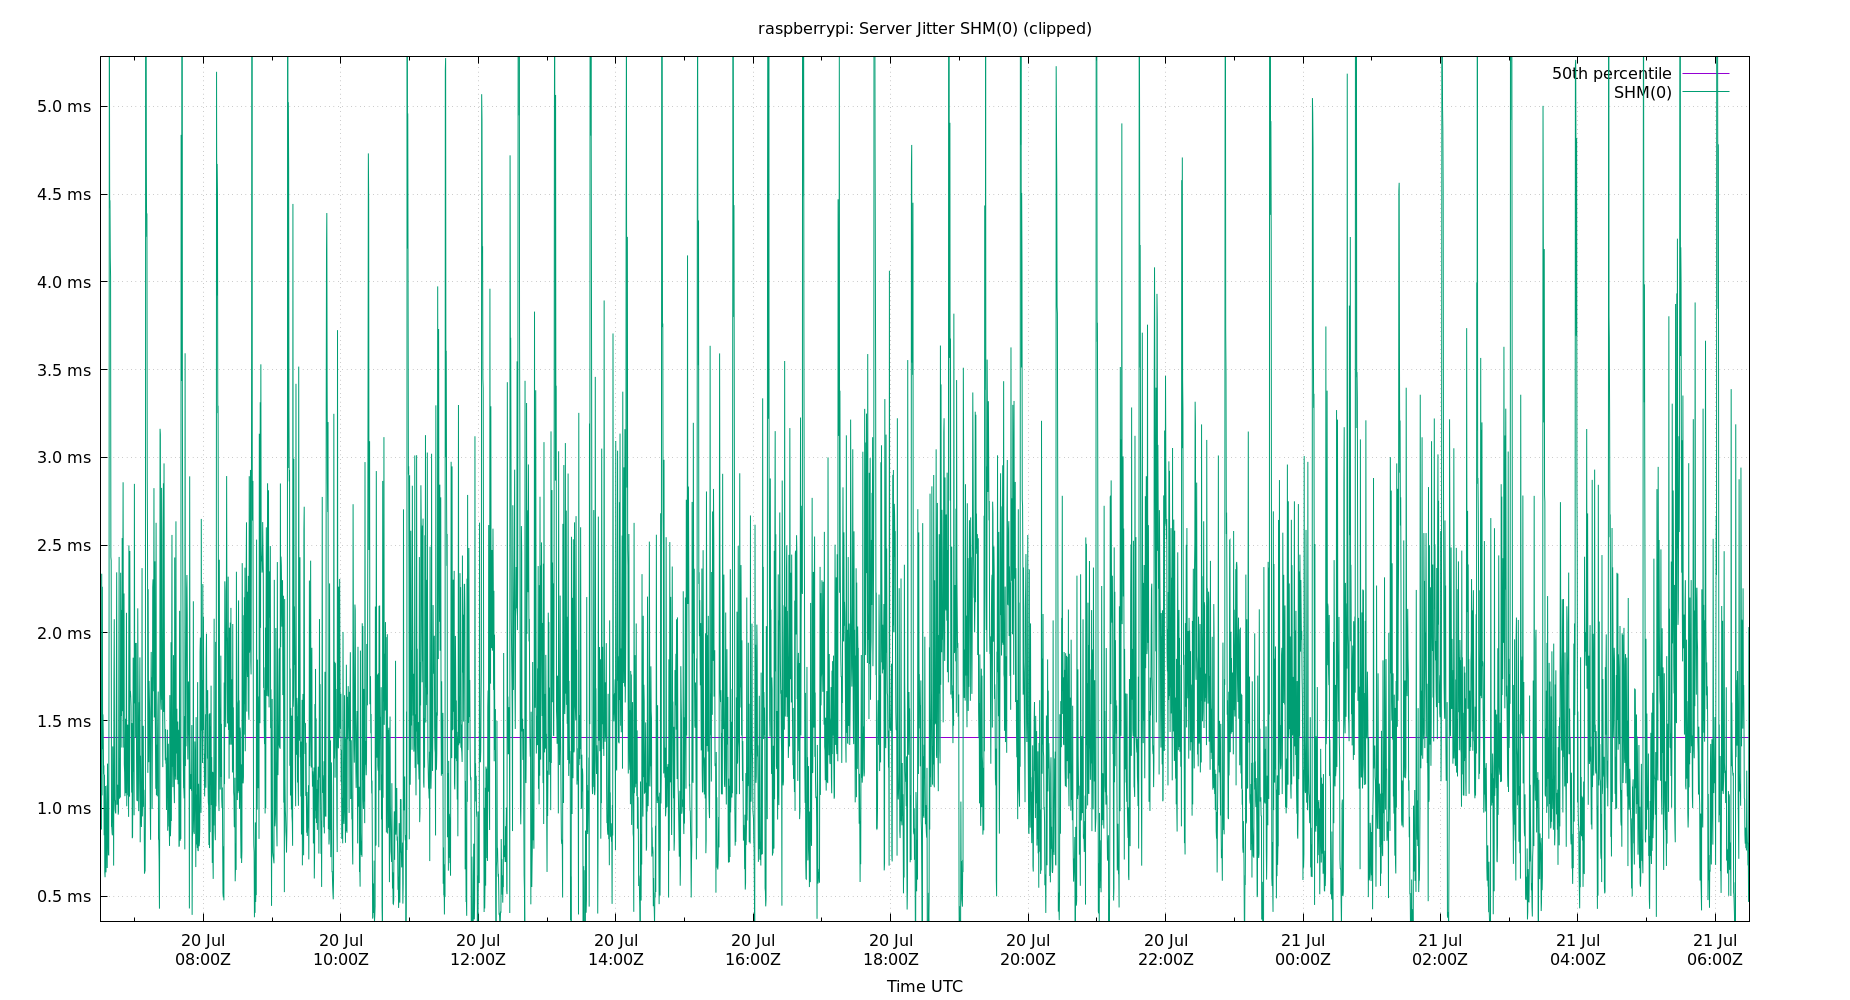 raspberrypi: Server Jitter SHM(0) (clipped)
50th percentile
SHM(0)
5.0 ms
4.5 ms
4.0 ms
3.5 ms
3.0 ms
2.5 ms
2.0 ms
1.5 ms
1.0 ms
0.5 ms
20 Jul 20 Jul 20 Jul 20 Jul 20 Jul 20 Jul 20 Jul 20 Jul 21 Jul 21 Jul 21 Jul 21 Jul
08:00Z 10:00Z 12:00Z 14:00Z 16:00Z 18:00Z 20:00Z 22:00Z 00:00Z 02:00Z 04:00Z 06:00Z
Time UTC